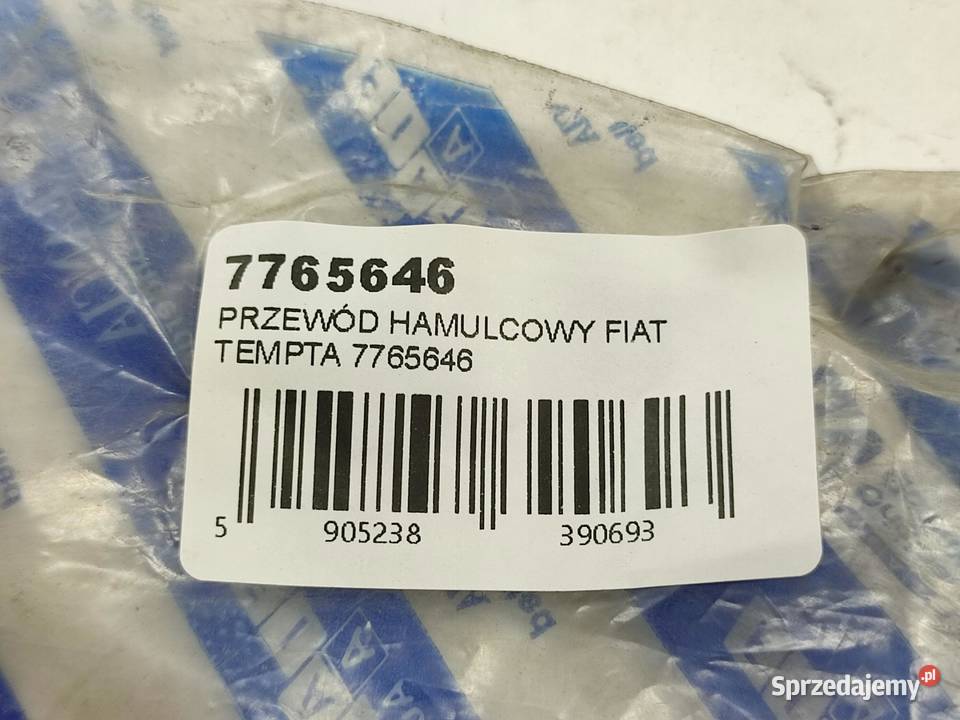 7765646
PRZEWÓD HAMULCOWY FIAT
TEMPTA 7765646
5 905238 390693
Sprzedajemy.pl